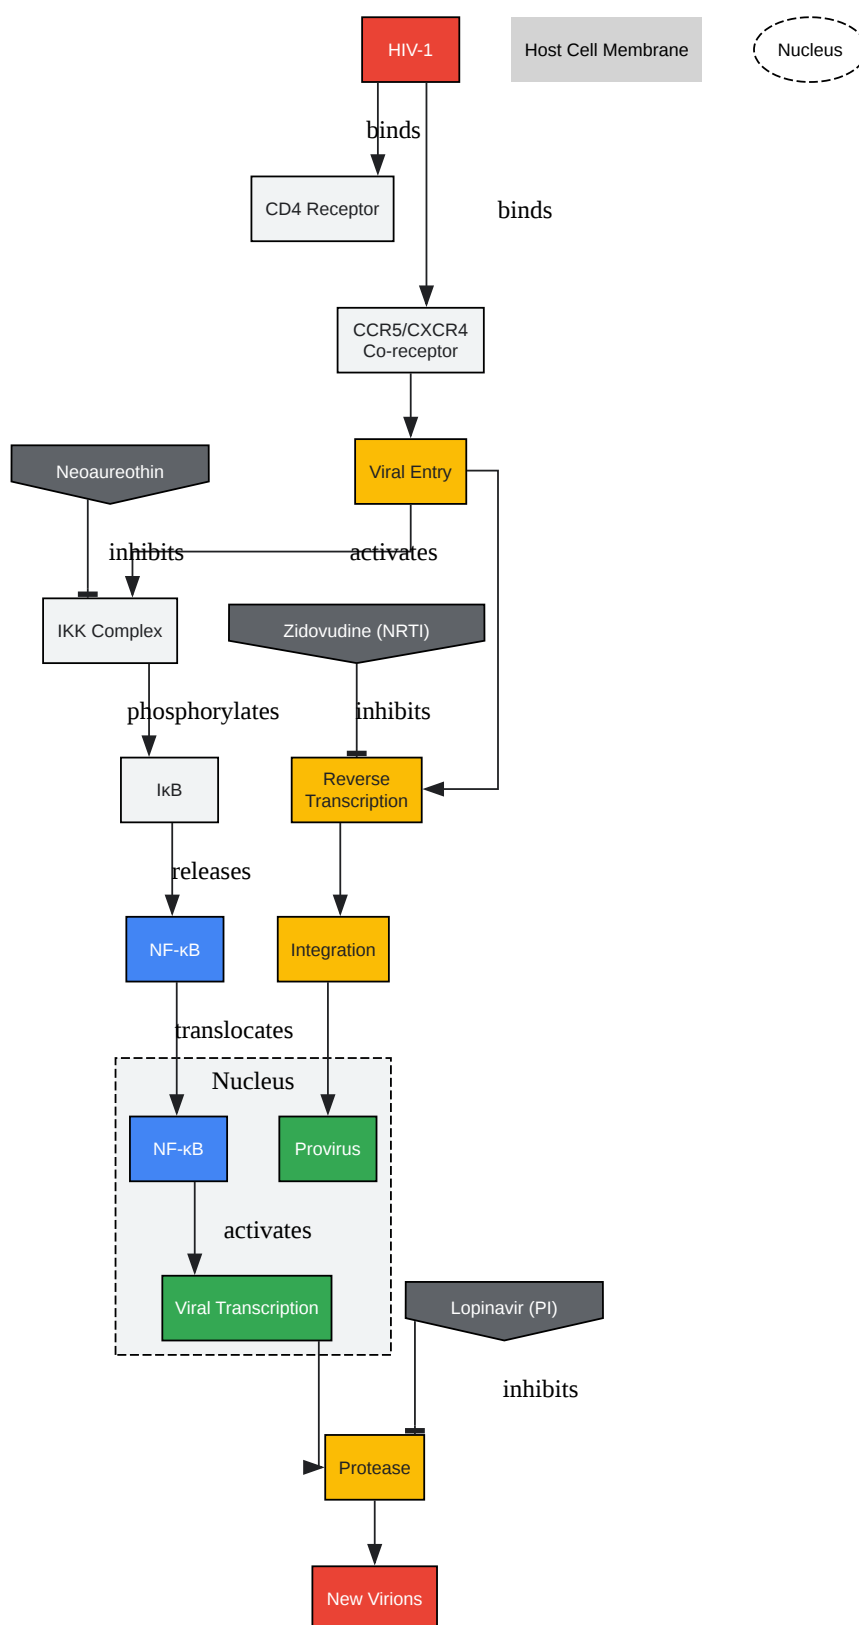 HIV-1
Host Cell Membrane
Nucleus
binds
CD4 Receptor
binds
CCR5/CXCR4
Co-receptor
Neoaureothin
Viral Entry
inhibits
activates
IKK Complex
Zidovudine (NRTI)
phosphorylates
inhibits
IκB
Reverse
Transcription
releases
NF-κB
Integration
translocates
Nucleus
NF-κB
Provirus
activates
Viral Transcription
Lopinavir (PI)
inhibits
Protease
New Virions